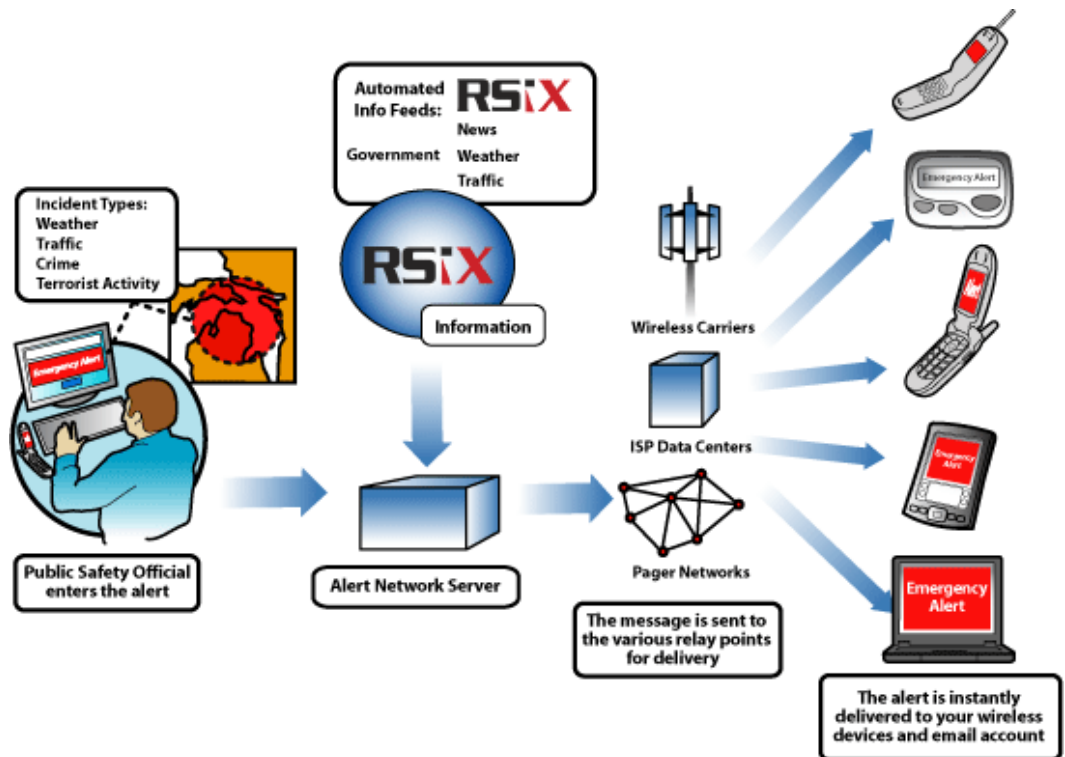 Automated
Info Feeds:
RSiX
News
Government
Weather
Traffic
Incident Types:
Weather
Traffic
Crime
Terrorist Activity
RSiX
Information
Emergency Alert
Public Safety Official
enters the alert
Alert Network Server
Wireless Carriers
ISP Data Centers
Pager Networks
The message is sent to
the various relay points
for delivery
Emergency Alert
Alert
Emergency
Alert
Emergency
Alert
The alert is instantly
delivered to your wireless
devices and email account